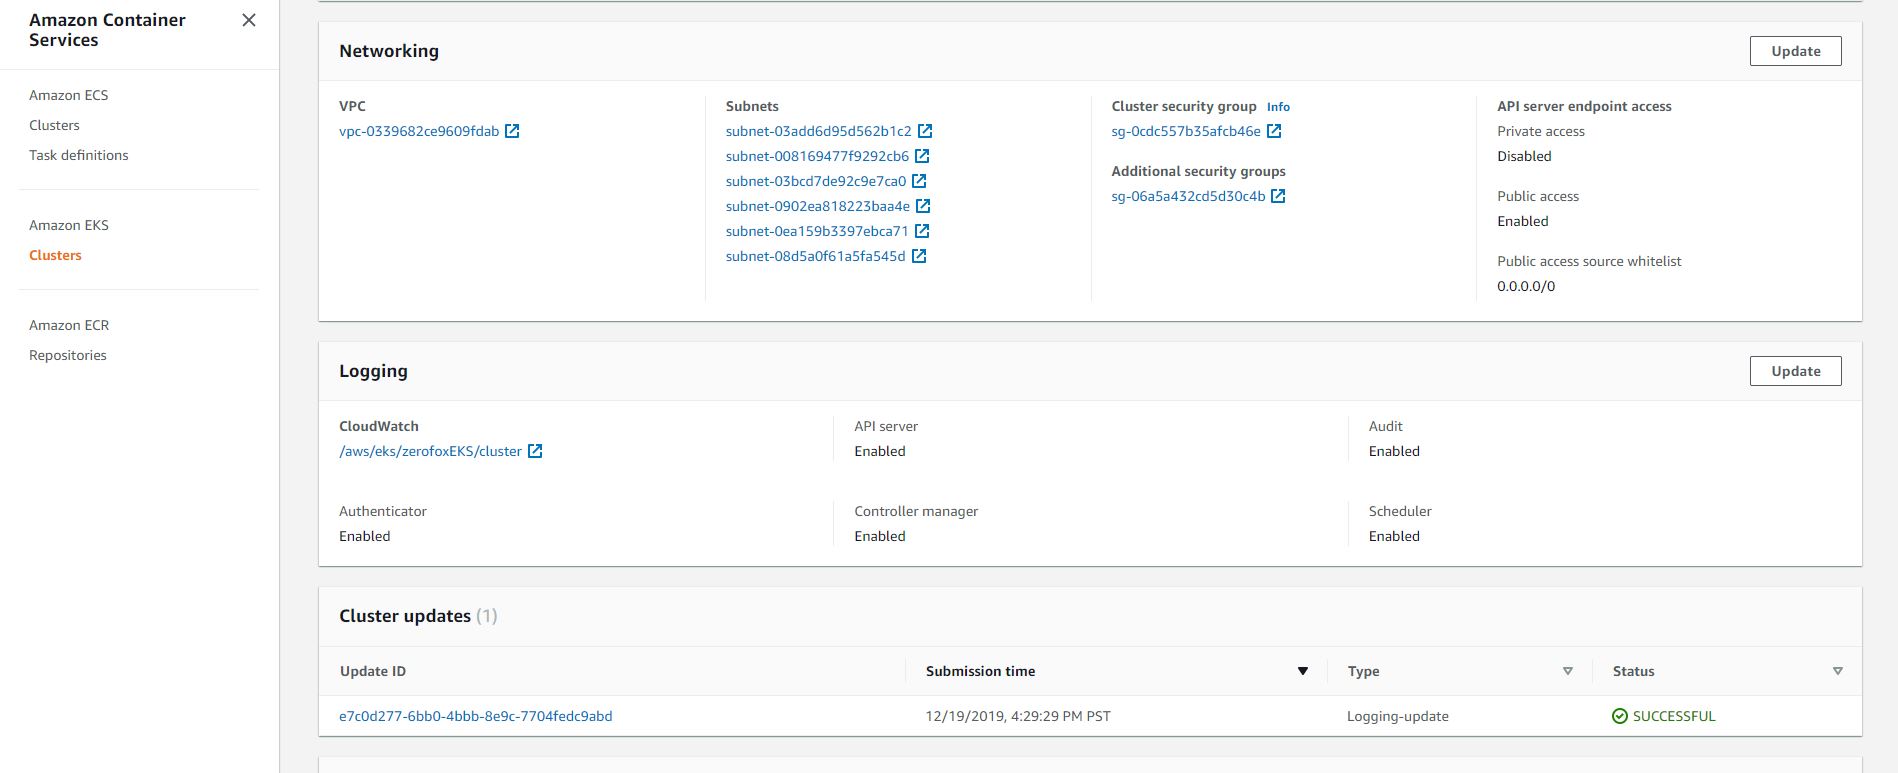 Amazon Container
Services
Amazon ECS
Clusters
Task definitions
Amazon EKS
Clusters
Amazon ECR
Repositories
Networking
Update
VPC
vpc-0339682ce9609fdab
Subnets
subnet-03add6d95d562b1c2
subnet-008169477f9292cb6
subnet-03bcd7de92c9e7ca0
subnet-0902ea818223baa4e
subnet-0ea159b3397ebca71
subnet-08d5a0f61a5fa545d
Cluster security group Info
sg-0cdc557b35afcb46e
Additional security groups
sg-06a5a432cd5d30c4b
API server endpoint access
Private access
Disabled
Public access
Enabled
Public access source whitelist
0.0.0.0/0
Logging
Update
CloudWatch
/aws/eks/zerofoxEKS/cluster
API server
Enabled
Audit
Enabled
Authenticator
Enabled
Controller manager
Enabled
Scheduler
Enabled
Cluster updates (1)
Update ID Submission time Type Status
e7c0d277-6bb0-4bbb-8e9c-7704fedc9abd 12/19/2019, 4:29:29 PM PST Logging-update SUCCESSFUL